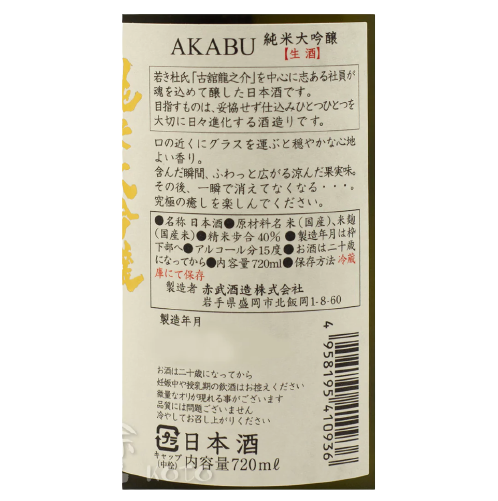 AKABU 純米大吟醸
【生酒】
若き杜氏「古舘龍之介」を中心に志ある社員が
魂を込めて醸した日本酒です。
目指すものは、妥協せず仕込みひとつひとつを
大切に日々進化する酒造りです。
口の近くにグラスを運ぶと穏やかな心地
よい香り。
含んだ瞬間、ふわっと広がる涼んだ果実味。
その後、一瞬で消えてなくなる・・・。
究極の癒しを楽しんでください。
●名称 日本酒●原材料名 米(国産)、米麹
(国産米)●精米歩合 40% ●製造年月は枠
下部へ●アルコール分15度●お酒は二十歳
になってから●内容量720ml●保存方法 冷蔵
庫にて保存
製造者 赤武酒造株式会社
岩手県盛岡市北飯岡1-8-60
製造年月
お酒は二十歳になってから
妊娠中や授乳期の飲酒はお控えください
微量なオリが現れる事がございます
品質には問題ございません
冷やしてお召し上がりください
キャップ
(中栓)
日本酒
内容量720mℓ
4958195410936
純米大吟醸
koto